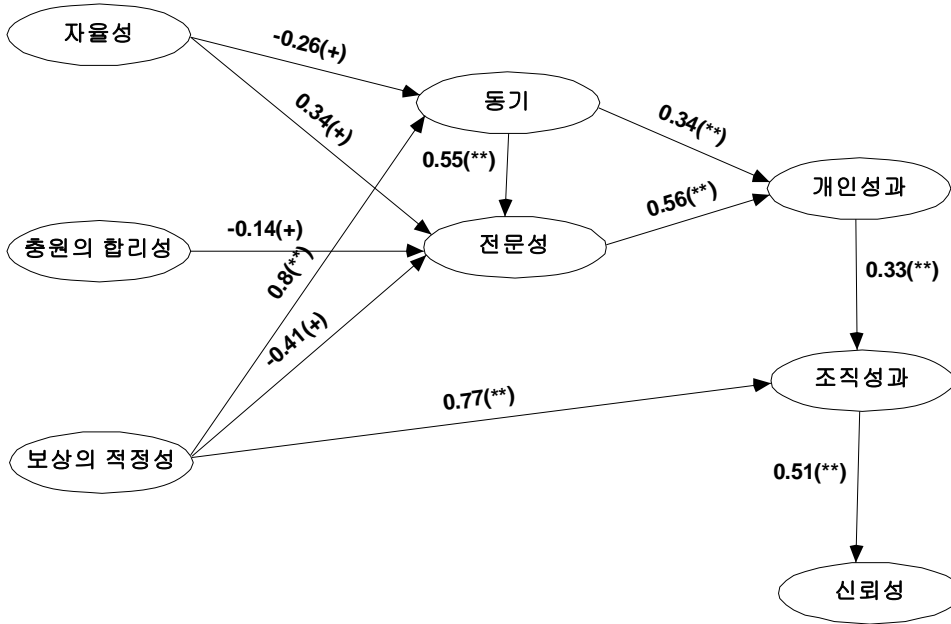 자율성
-0.26(+)
동기
0.34(+)
0.34(**)
0.55(**)
개인성과
0.56(**)
충원의 합리성
-0.14(+)
전문성
0.8(**)
0.33(**)
-0.41(+)
조직성과
0.77(**)
보상의 적정성
0.51(**)
신뢰성